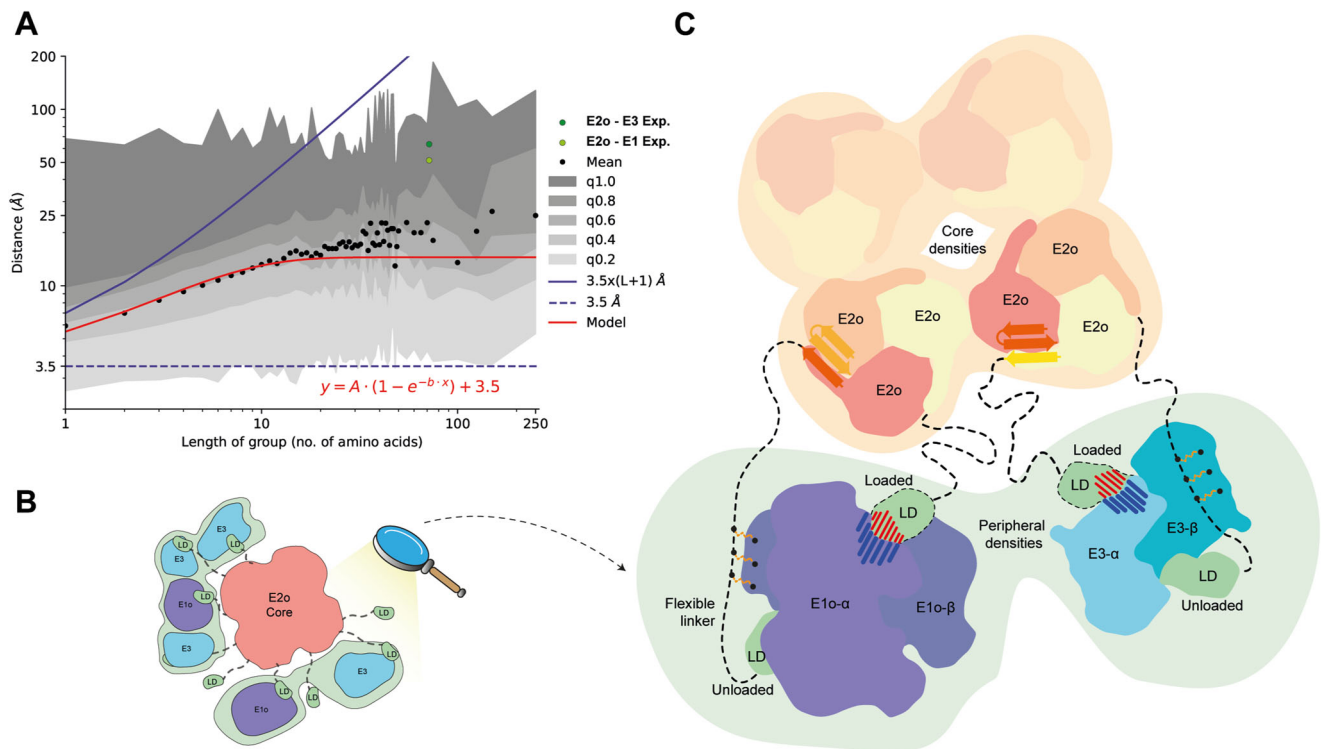 A
200
100
50
25
10
3.5
Distance (Å)
1
10
100
250
Length of group (no. of amino acids)
y = A · (1 − e^{−b·x}) + 3.5
E2o - E3 Exp.
E2o - E1 Exp.
Mean
q1.0
q0.8
q0.6
q0.4
q0.2
3.5x(L+1) Å
3.5 Å
Model
B
E3
LD
LD
E3
E1o
LD
E3
E2o
Core
LD
LD
E3
LD
LD
LD
E1o
C
Core
densities
E2o
E2o
E2o
E2o
E2o
E2o
Loaded
LD
Loaded
LD
Peripheral
densities
E3-β
E3-α
LD
Unloaded
Flexible
linker
E1o-α
E1o-β
LD
Unloaded